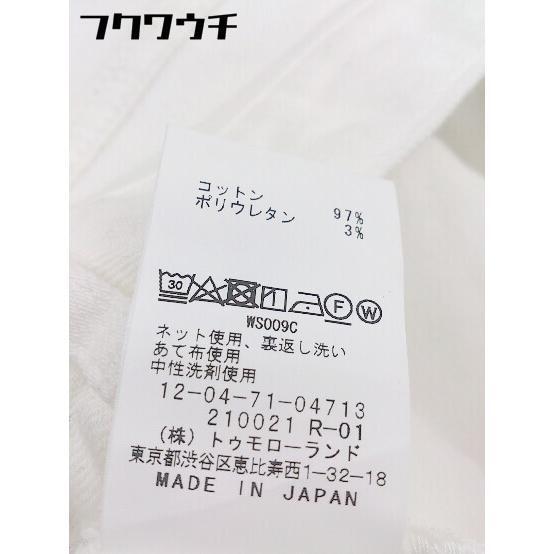 フクワウチ
コットン 97%
ポリウレタン 3%
30 F W
WS009C
ネット使用、裏返し洗い
あて布使用
中性洗剤使用
12-04-71-04713
210021 R-01
(株) トゥモローランド
東京都渋谷区恵比寿西1-32-18
MADE IN JAPAN